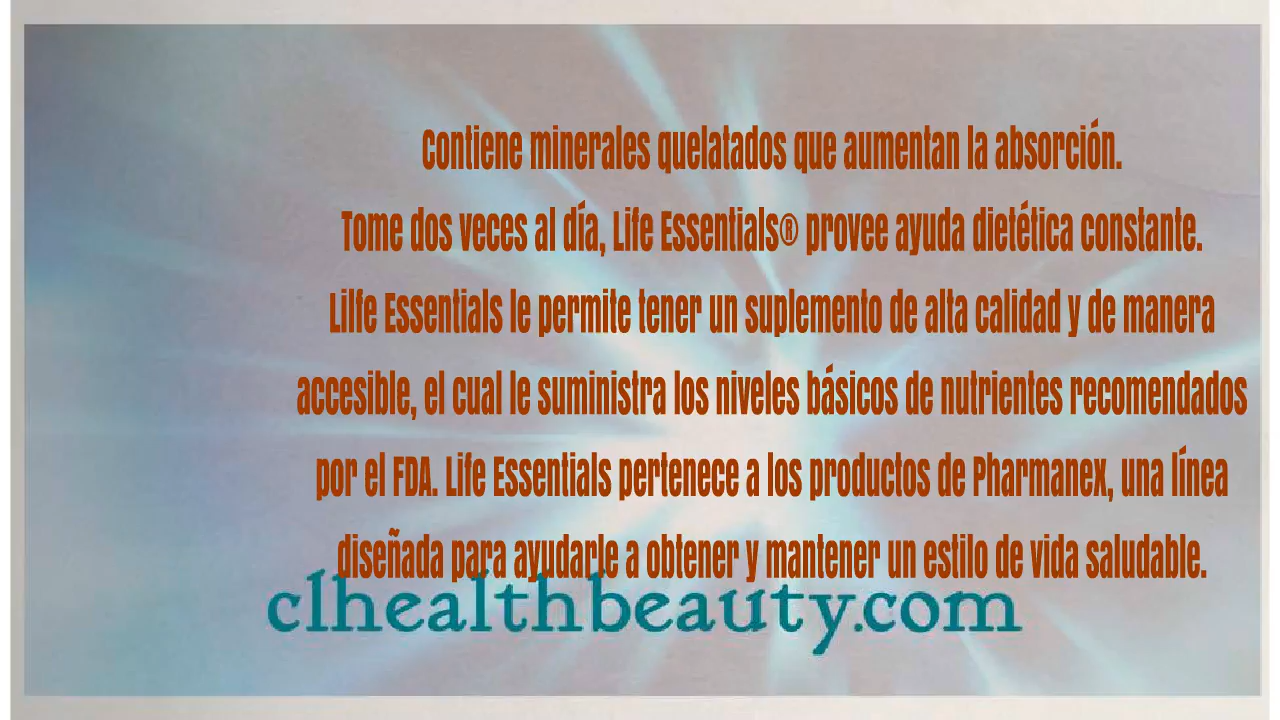 Contiene minerales quelatados que aumentan la absorción.
Tome dos veces al día, Life Essentials® provee ayuda dietética constante.
Lilfe Essentials le permite tener un suplemento de alta calidad y de manera
accesible, el cual le suministra los niveles básicos de nutrientes recomendados
por el FDA. Life Essentials pertenece a los productos de Pharmanex, una línea
diseñada para ayudarle a obtener y mantener un estilo de vida saludable.
clhealthbeauty.com